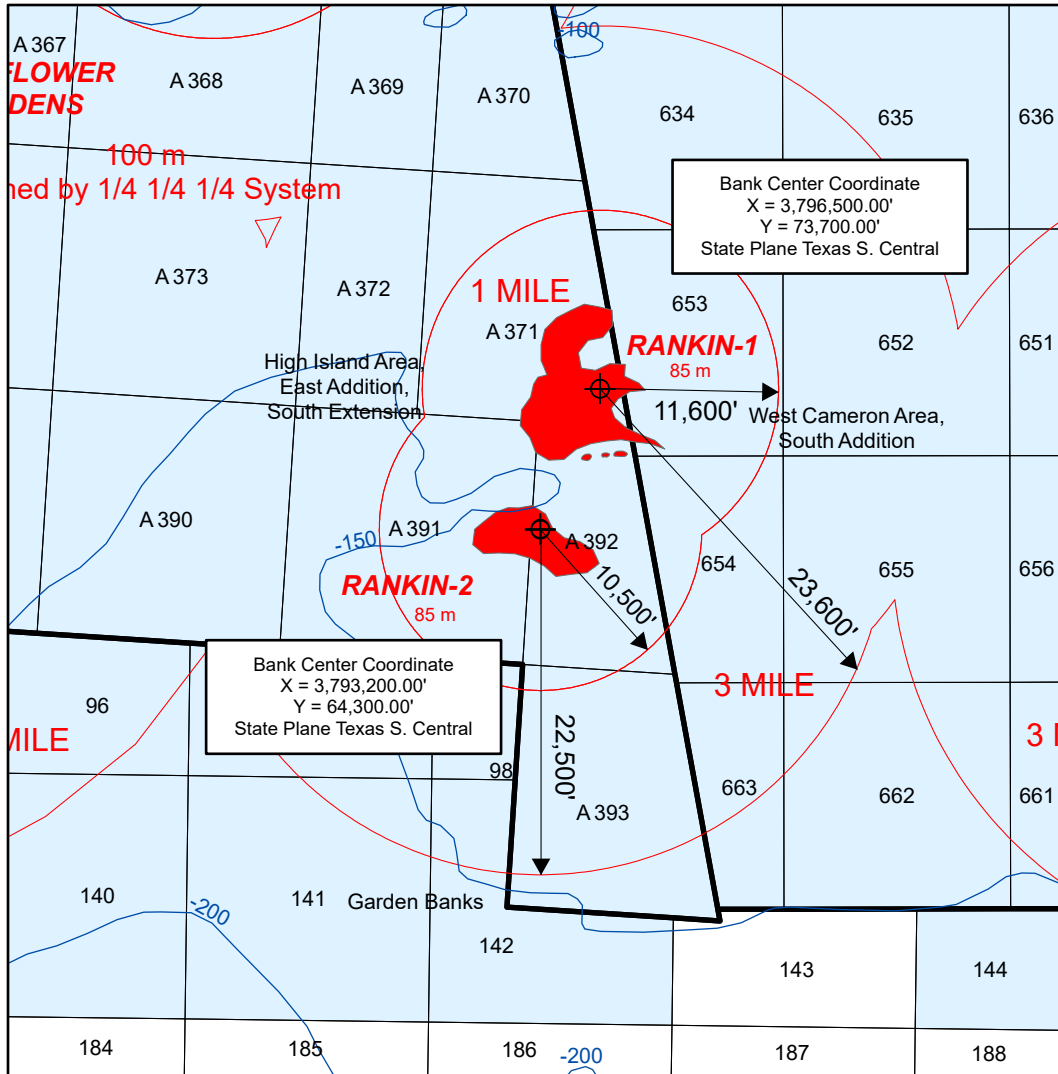 A 367
A 368
A 369
A 370
634
635
636
-100
FLOWER
DENS
100 m
ned by 1/4 1/4 1/4 System
Bank Center Coordinate
X = 3,796,500.00'
Y = 73,700.00'
State Plane Texas S. Central
A 373
A 372
1 MILE
A 371
653
652
651
RANKIN-1
85 m
High Island Area,
East Addition,
South Extension
11,600'
West Cameron Area,
South Addition
A 390
-150
A 391
A 392
654
655
656
RANKIN-2
85 m
10,500'
23,600'
Bank Center Coordinate
X = 3,793,200.00'
Y = 64,300.00'
State Plane Texas S. Central
3 MILE
96
MILE
3 M
22,500'
98
A 393
663
662
661
140
-200
141
Garden Banks
142
143
144
184
185
186
-200
187
188